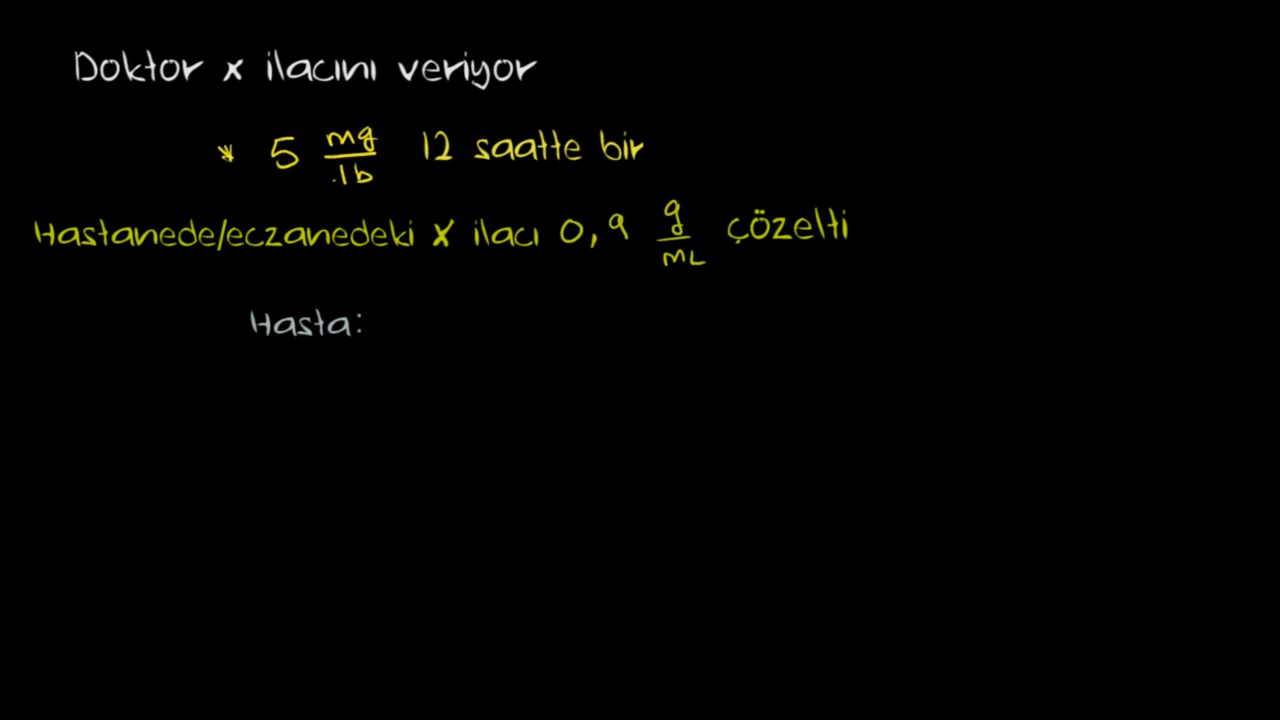 Doktor x ilacını veriyor
* 5 mg/lb 12 saatte bir
Hastanede/eczanedeki X ilacı 0,9 g/mL çözelti
Hasta: